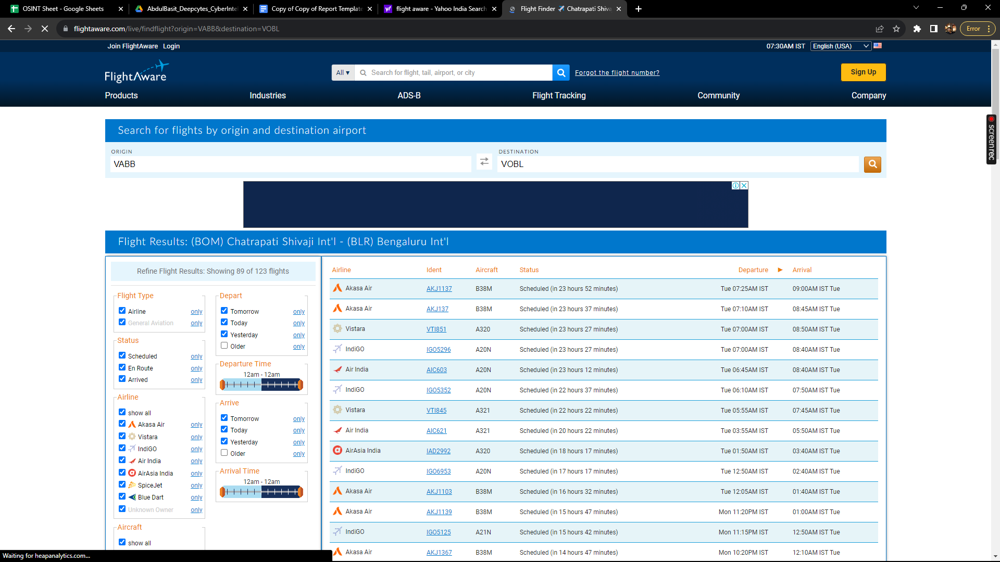 OSINT Sheet - Google Sheets
AbdulBasit_Deepcytes_CyberIntel
Copy of Copy of Report Template
flight aware - Yahoo India Search
Flight Finder ✈ Chatrapati Shiva
flightaware.com/live/findflight?origin=VABB&destination=VOBL
Error
Join FlightAware Login
07:30AM IST English (USA)
FlightAware
All ▾ Search for flight, tail, airport, or city
Forgot the flight number?
Sign Up
Products Industries ADS-B Flight Tracking Community Company
screenrec
Search for flights by origin and destination airport
ORIGIN
VABB
DESTINATION
VOBL
Flight Results: (BOM) Chatrapati Shivaji Int'l - (BLR) Bengaluru Int'l
Refine Flight Results: Showing 89 of 123 flights
Flight Type
Airline only
General Aviation only
Status
Scheduled only
En Route only
Arrived only
Airline
show all
Akasa Air only
Vistara only
IndiGO only
Air India only
AirAsia India only
SpiceJet only
Blue Dart only
Unknown Owner only
Aircraft
show all
Depart
Tomorrow only
Today only
Yesterday only
Older only
Departure Time
12am - 12am
Arrive
Tomorrow only
Today only
Yesterday only
Older only
Arrival Time
12am - 12am
Airline Ident Aircraft Status Departure ► Arrival
Akasa Air AKJ1137 B38M Scheduled (in 23 hours 52 minutes) Tue 07:25AM IST 09:00AM IST Tue
Akasa Air AKJ137 B38M Scheduled (in 23 hours 37 minutes) Tue 07:10AM IST 08:45AM IST Tue
Vistara VTI851 A320 Scheduled (in 23 hours 27 minutes) Tue 07:00AM IST 08:50AM IST Tue
IndiGO IGO5296 A20N Scheduled (in 23 hours 27 minutes) Tue 07:00AM IST 08:40AM IST Tue
Air India AIC603 A20N Scheduled (in 23 hours 12 minutes) Tue 06:45AM IST 08:40AM IST Tue
IndiGO IGO5352 A20N Scheduled (in 22 hours 37 minutes) Tue 06:10AM IST 07:50AM IST Tue
Vistara VTI845 A321 Scheduled (in 22 hours 22 minutes) Tue 05:55AM IST 07:45AM IST Tue
Air India AIC621 A321 Scheduled (in 20 hours 22 minutes) Tue 03:55AM IST 05:50AM IST Tue
AirAsia India IAD2992 A320 Scheduled (in 18 hours 17 minutes) Tue 01:50AM IST 03:40AM IST Tue
IndiGO IGO6953 A20N Scheduled (in 17 hours 17 minutes) Tue 12:50AM IST 02:40AM IST Tue
Akasa Air AKJ1103 B38M Scheduled (in 16 hours 32 minutes) Tue 12:05AM IST 01:40AM IST Tue
Akasa Air AKJ1139 B38M Scheduled (in 15 hours 47 minutes) Mon 11:20PM IST 01:00AM IST Tue
IndiGO IGO5125 A21N Scheduled (in 15 hours 42 minutes) Mon 11:15PM IST 12:50AM IST Tue
Akasa Air AKJ1367 B38M Scheduled (in 14 hours 47 minutes) Mon 10:20PM IST 12:10AM IST Tue
Waiting for heapanalytics.com...